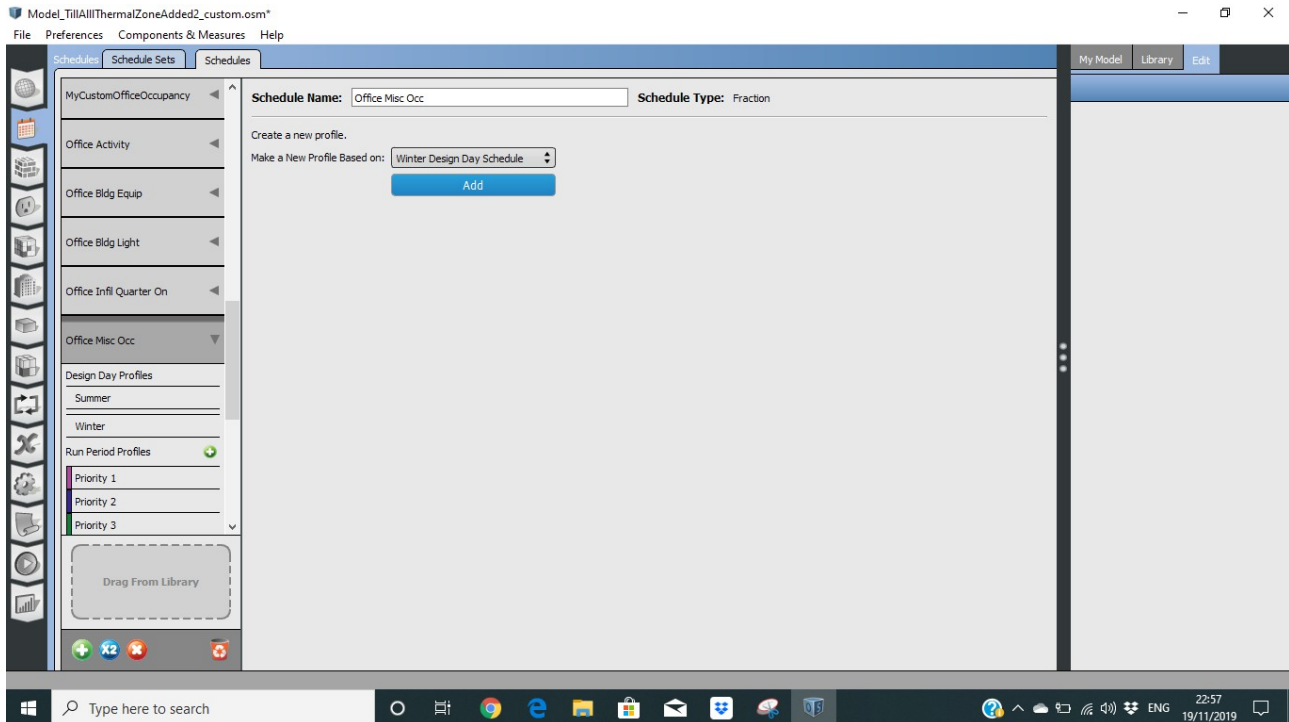 Model_TillAllIThermalZoneAdded2_custom.osm*
File Preferences Components & Measures Help
Schedules Schedule Sets Schedules
My Model Library Edit
MyCustomOfficeOccupancy
Office Activity
Office Bldg Equip
Office Bldg Light
Office Infil Quarter On
Office Misc Occ
Design Day Profiles
Summer
Winter
Run Period Profiles
Priority 1
Priority 2
Priority 3
Drag From Library
X2
Schedule Name: Office Misc Occ Schedule Type: Fraction
Create a new profile.
Make a New Profile Based on: Winter Design Day Schedule
Add
Type here to search
ENG
22:57
19/11/2019